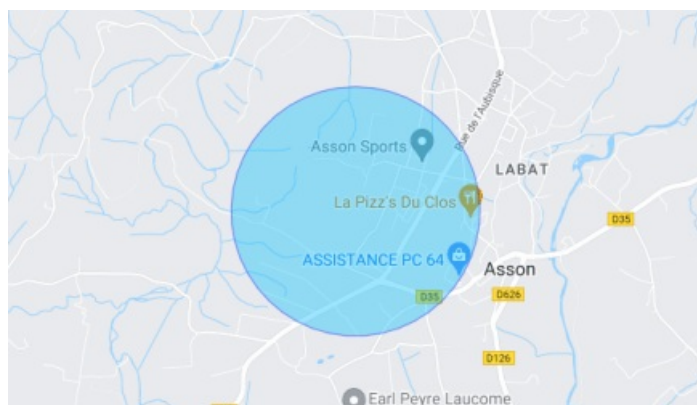 Rue de l'Aubisque
Asson Sports
LABAT
La Pizz's Du Clos
D35
ASSISTANCE PC 64
Asson
D35
D626
D126
Earl Peyre Laucome